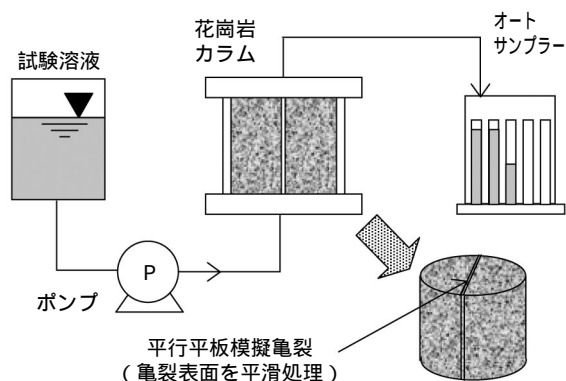 試験溶液
花崗岩
カラム
オート
サンプラー
P
ポンプ
平行平板模擬亀裂
（亀裂表面を平滑処理）